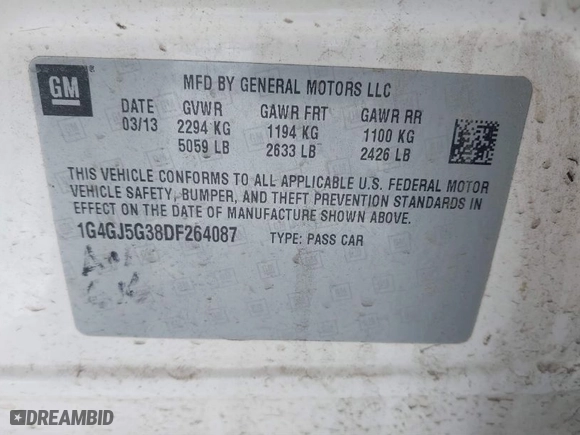 GM ®
MFD BY GENERAL MOTORS LLC
DATE GVWR GAWR FRT GAWR RR
03/13 2294 KG 1194 KG 1100 KG
5059 LB 2633 LB 2426 LB
THIS VEHICLE CONFORMS TO ALL APPLICABLE U.S. FEDERAL MOTOR
VEHICLE SAFETY, BUMPER, AND THEFT PREVENTION STANDARDS IN
EFFECT ON THE DATE OF MANUFACTURE SHOWN ABOVE.
1G4GJ5G38DF264087 TYPE: PASS CAR
DREAMBID